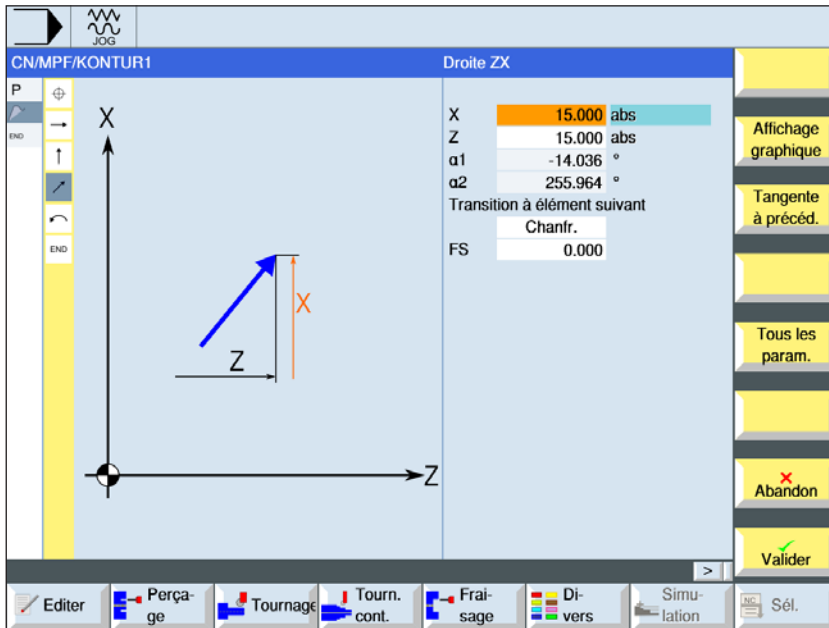 JOG
CN/MPF/KONTUR1
Droite ZX
P
END
END
X
X
Z
Z
X 15.000 abs
Z 15.000 abs
α1 -14.036 °
α2 255.964 °
Transition à élément suivant
Chanfr.
FS 0.000
Affichage
graphique
Tangente
à précéd.
Tous les
param.
Abandon
Valider
>
Editer
Perça-
ge
Tournage
Tourn.
cont.
Frai-
sage
Di-
vers
Simu-
lation
NC
Sél.